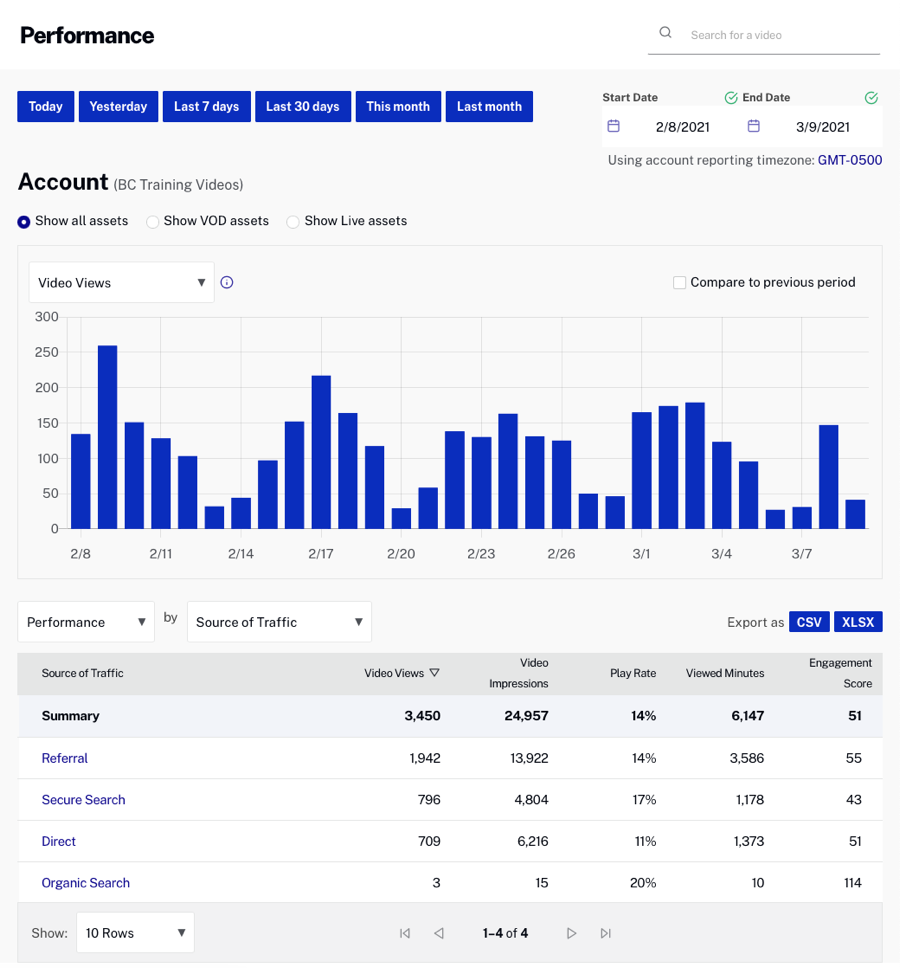 Performance
Search for a video
Today Yesterday Last 7 days Last 30 days This month Last month
Start Date End Date
2/8/2021 3/9/2021
Using account reporting timezone: GMT-0500
Account (BC Training Videos)
Show all assets Show VOD assets Show Live assets
Video Views
Compare to previous period
300
250
200
150
100
50
0
2/8 2/11 2/14 2/17 2/20 2/23 2/26 3/1 3/4 3/7
Performance by Source of Traffic
Export as CSV XLSX
Source of Traffic Video Views Video Impressions Play Rate Viewed Minutes Engagement Score
Summary 3,450 24,957 14% 6,147 51
Referral 1,942 13,922 14% 3,586 55
Secure Search 796 4,804 17% 1,178 43
Direct 709 6,216 11% 1,373 51
Organic Search 3 15 20% 10 114
Show: 10 Rows 1–4 of 4